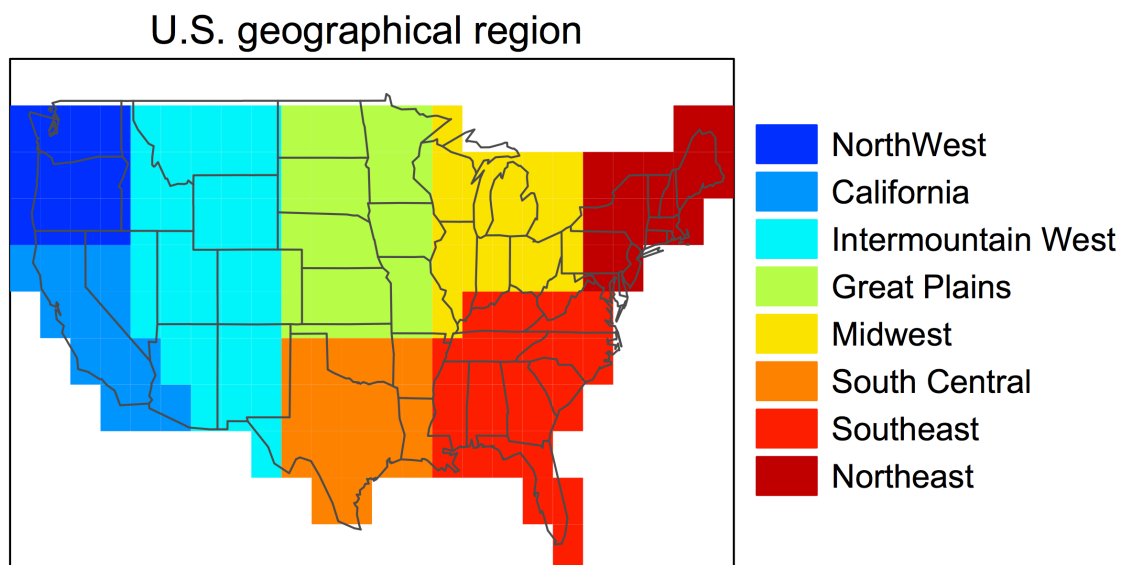 U.S. geographical region
NorthWest
California
Intermountain West
Great Plains
Midwest
South Central
Southeast
Northeast